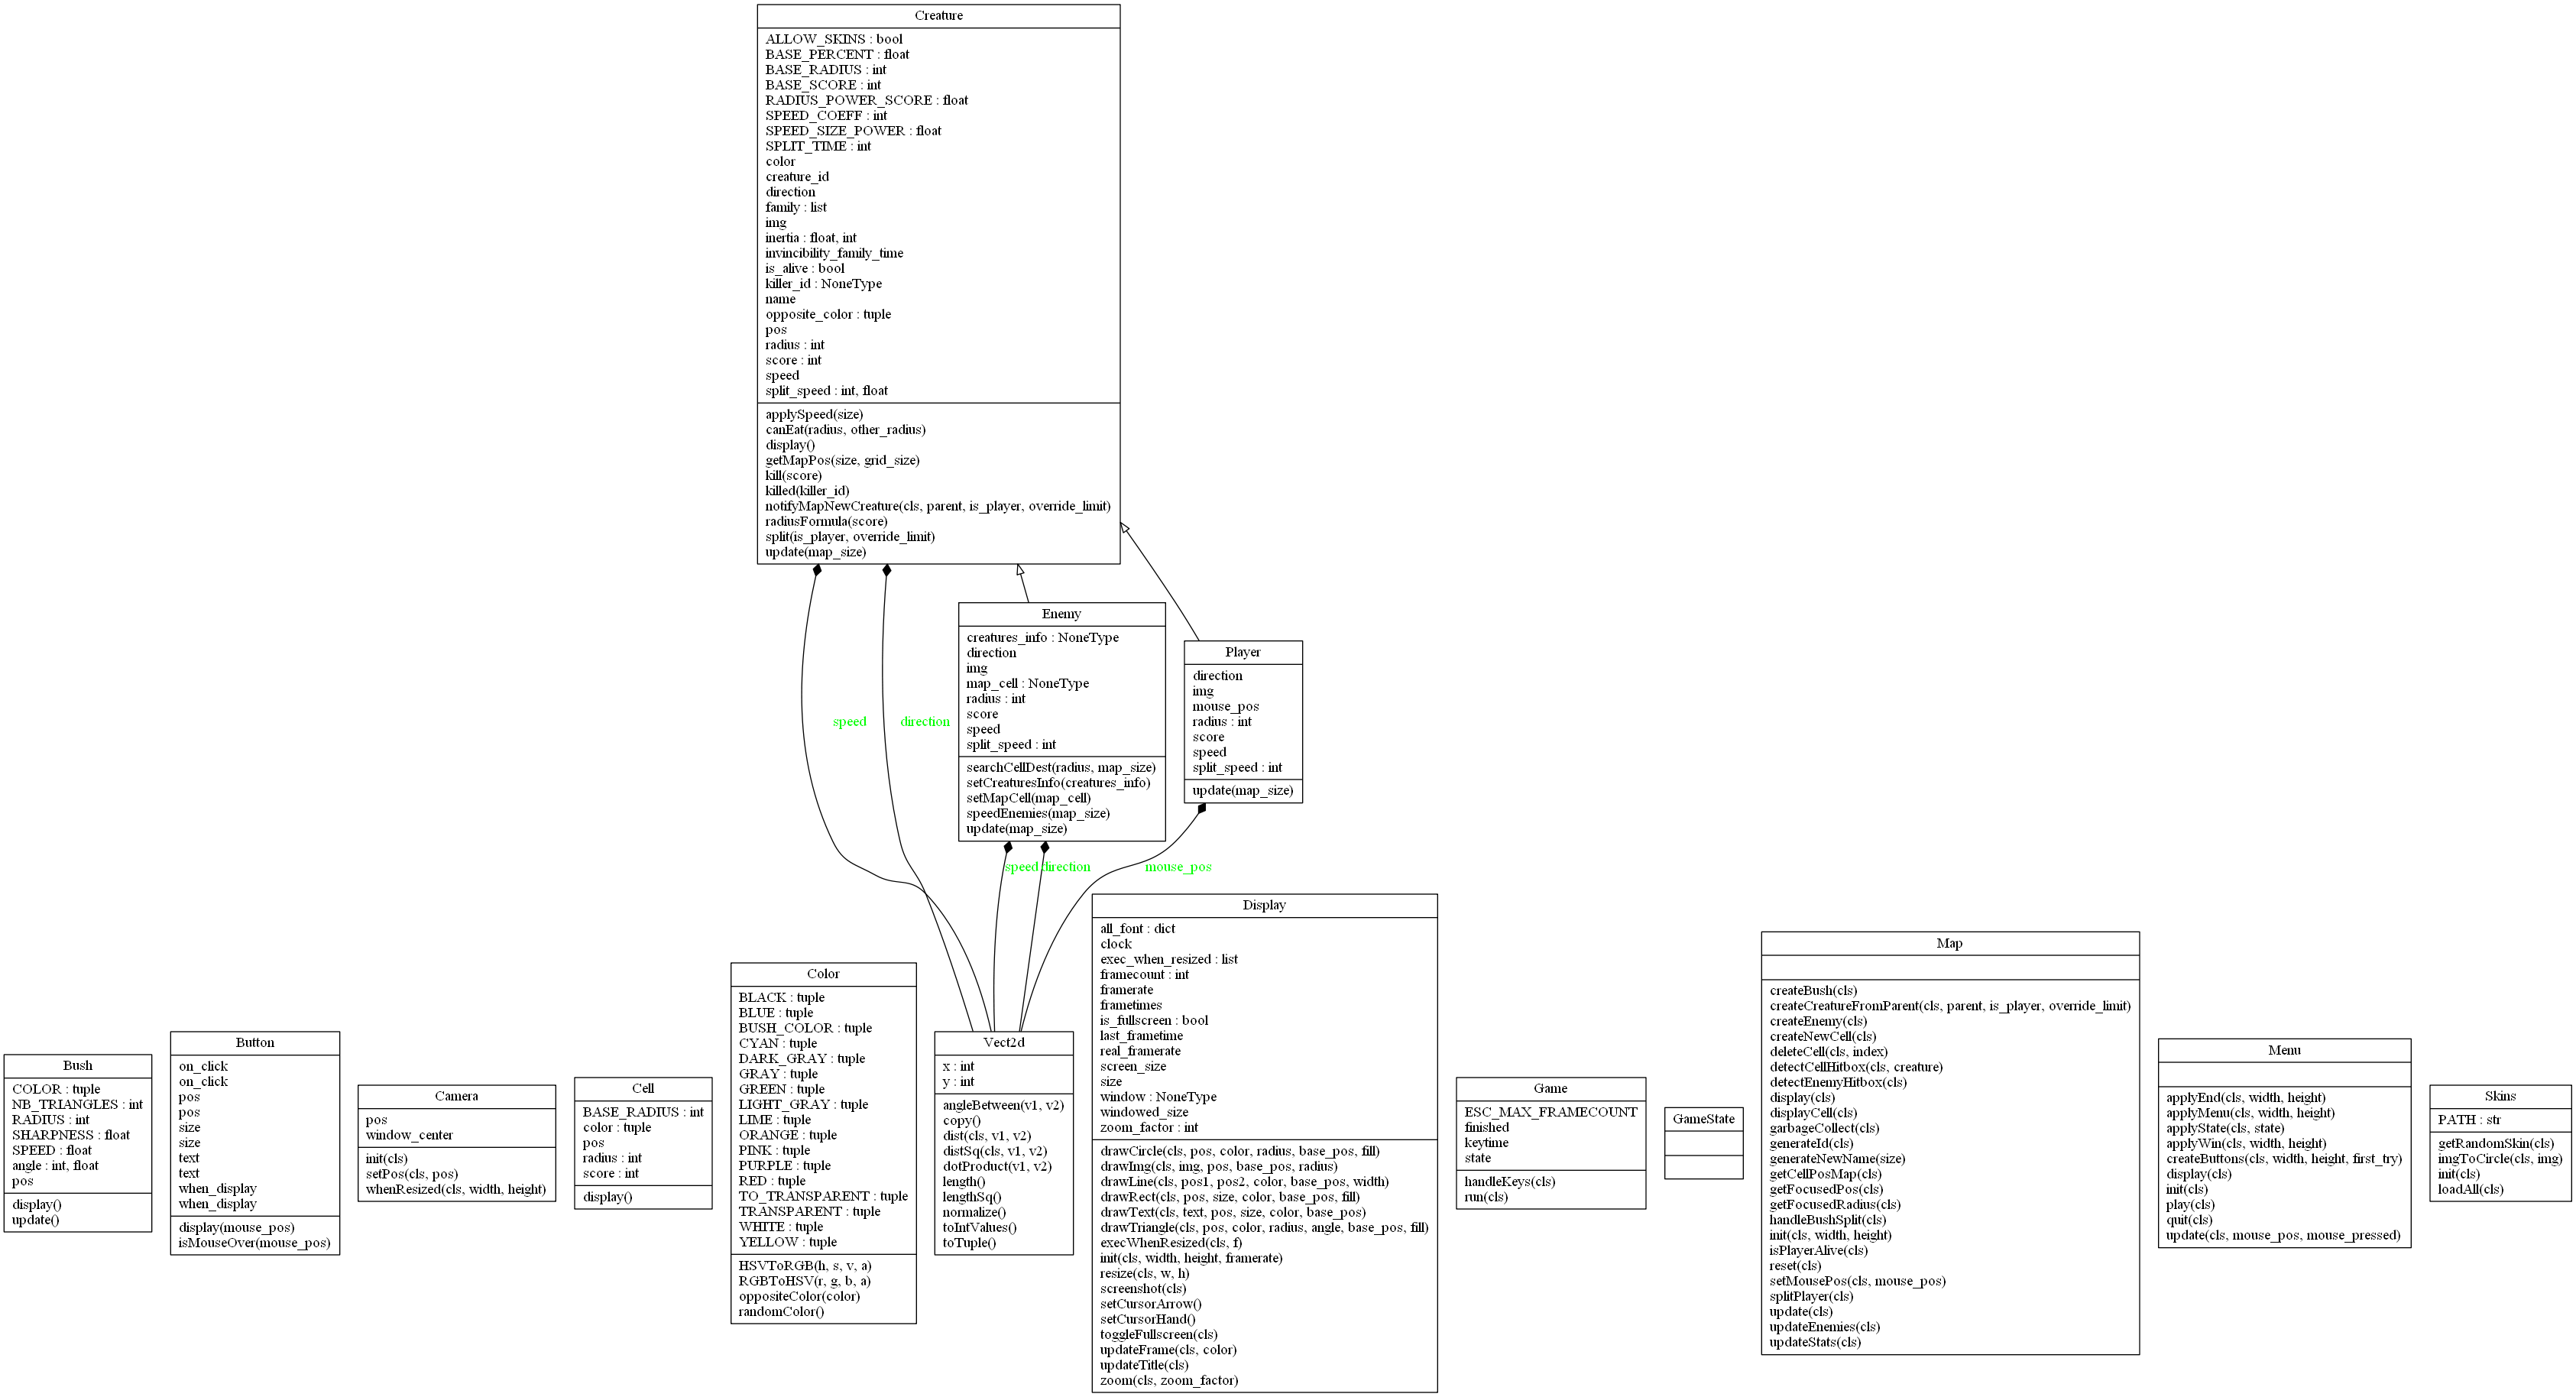 Creature
ALLOW_SKINS : bool
BASE_PERCENT : float
BASE_RADIUS : int
BASE_SCORE : int
RADIUS_POWER_SCORE : float
SPEED_COEFF : int
SPEED_SIZE_POWER : float
SPLIT_TIME : int
color
creature_id
direction
family : list
img
inertia : float, int
invincibility_family_time
is_alive : bool
killer_id : NoneType
name
opposite_color : tuple
pos
radius : int
score : int
speed
split_speed : int, float
applySpeed(size)
canEat(radius, other_radius)
display()
getMapPos(size, grid_size)
kill(score)
killed(killer_id)
notifyMapNewCreature(cls, parent, is_player, override_limit)
radiusFormula(score)
split(is_player, override_limit)
update(map_size)
Enemy
creatures_info : NoneType
direction
img
map_cell : NoneType
radius : int
score
speed
split_speed : int
searchCellDest(radius, map_size)
setCreaturesInfo(creatures_info)
setMapCell(map_cell)
speedEnemies(map_size)
update(map_size)
Player
direction
img
mouse_pos
radius : int
score
speed
split_speed : int
update(map_size)
speed
direction
speed
direction
mouse_pos
Bush
COLOR : tuple
NB_TRIANGLES : int
RADIUS : int
SHARPNESS : float
SPEED : float
angle : int, float
pos
display()
update()
Button
on_click
on_click
pos
pos
size
size
text
text
when_display
when_display
display(mouse_pos)
isMouseOver(mouse_pos)
Camera
pos
window_center
init(cls)
setPos(cls, pos)
whenResized(cls, width, height)
Cell
BASE_RADIUS : int
color : tuple
pos
radius : int
score : int
display()
Color
BLACK : tuple
BLUE : tuple
BUSH_COLOR : tuple
CYAN : tuple
DARK_GRAY : tuple
GRAY : tuple
GREEN : tuple
LIGHT_GRAY : tuple
LIME : tuple
ORANGE : tuple
PINK : tuple
PURPLE : tuple
RED : tuple
TO_TRANSPARENT : tuple
TRANSPARENT : tuple
WHITE : tuple
YELLOW : tuple
HSVToRGB(h, s, v, a)
RGBToHSV(r, g, b, a)
oppositeColor(color)
randomColor()
Vect2d
x : int
y : int
angleBetween(v1, v2)
copy()
dist(cls, v1, v2)
distSq(cls, v1, v2)
dotProduct(v1, v2)
length()
lengthSq()
normalize()
toIntValues()
toTuple()
Display
all_font : dict
clock
exec_when_resized : list
framecount : int
framerate
frametimes
is_fullscreen : bool
last_frametime
real_framerate
screen_size
size
window : NoneType
windowed_size
zoom_factor : int
drawCircle(cls, pos, color, radius, base_pos, fill)
drawImg(cls, img, pos, base_pos, radius)
drawLine(cls, pos1, pos2, color, base_pos, width)
drawRect(cls, pos, size, color, base_pos, fill)
drawText(cls, text, pos, size, color, base_pos)
drawTriangle(cls, pos, color, radius, angle, base_pos, fill)
execWhenResized(cls, f)
init(cls, width, height, framerate)
resize(cls, w, h)
screenshot(cls)
setCursorArrow()
setCursorHand()
toggleFullscreen(cls)
updateFrame(cls, color)
updateTitle(cls)
zoom(cls, zoom_factor)
Game
ESC_MAX_FRAMECOUNT
finished
keytime
state
handleKeys(cls)
run(cls)
GameState
Map
createBush(cls)
createCreatureFromParent(cls, parent, is_player, override_limit)
createEnemy(cls)
createNewCell(cls)
deleteCell(cls, index)
detectCellHitbox(cls, creature)
detectEnemyHitbox(cls)
display(cls)
displayCell(cls)
garbageCollect(cls)
generateId(cls)
generateNewName(size)
getCellPosMap(cls)
getFocusedPos(cls)
getFocusedRadius(cls)
handleBushSplit(cls)
init(cls, width, height)
isPlayerAlive(cls)
reset(cls)
setMousePos(cls, mouse_pos)
splitPlayer(cls)
update(cls)
updateEnemies(cls)
updateStats(cls)
Menu
applyEnd(cls, width, height)
applyMenu(cls, width, height)
applyState(cls, state)
applyWin(cls, width, height)
createButtons(cls, width, height, first_try)
display(cls)
init(cls)
play(cls)
quit(cls)
update(cls, mouse_pos, mouse_pressed)
Skins
PATH : str
getRandomSkin(cls)
imgToCircle(cls, img)
init(cls)
loadAll(cls)